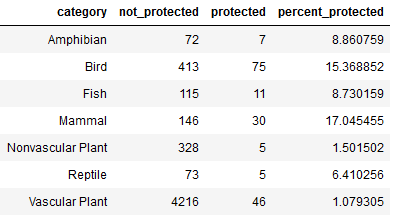 category not_protected protected percent_protected
Amphibian 72 7 8.860759
Bird 413 75 15.368852
Fish 115 11 8.730159
Mammal 146 30 17.045455
Nonvascular Plant 328 5 1.501502
Reptile 73 5 6.410256
Vascular Plant 4216 46 1.079305